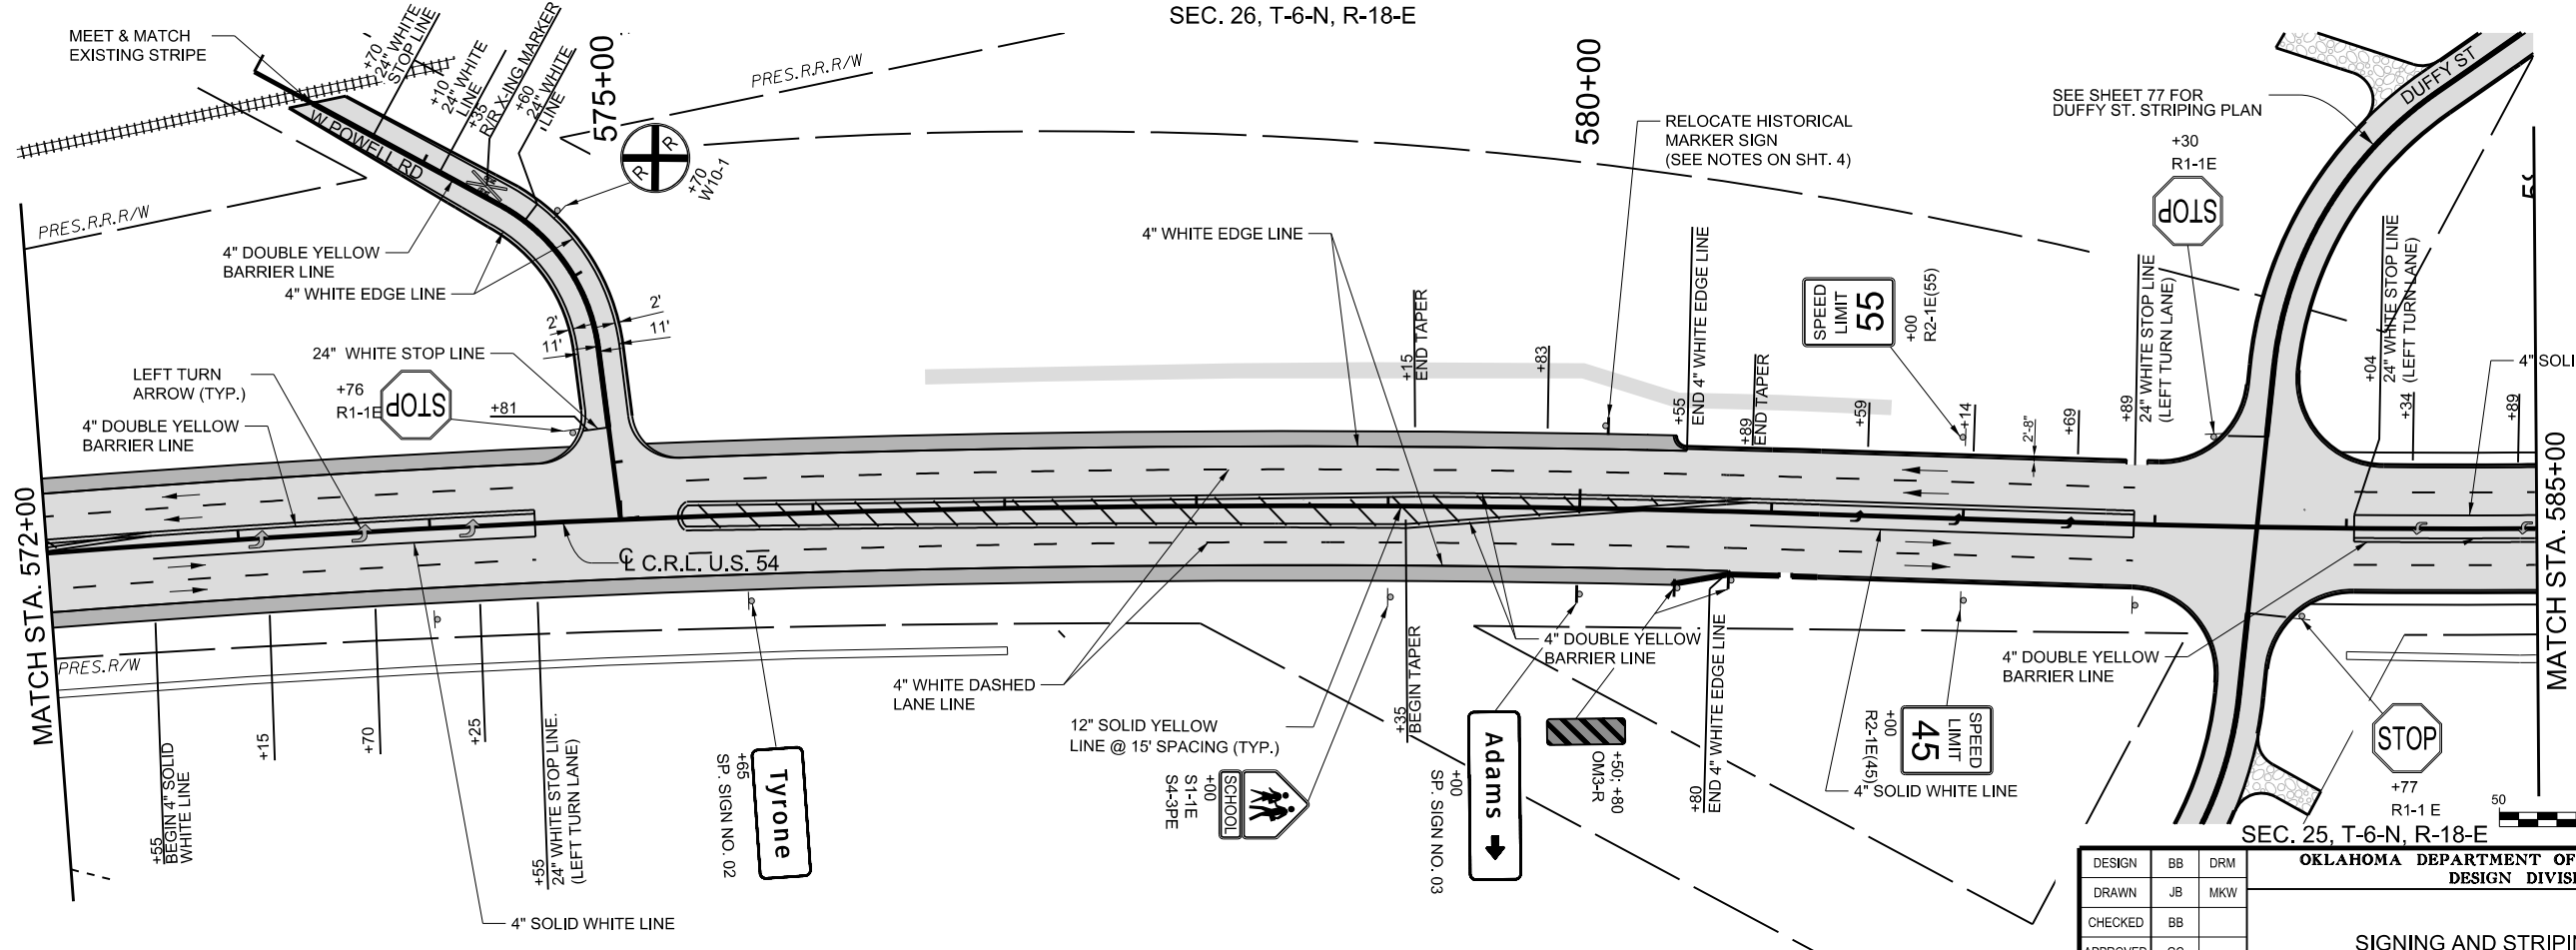 SEC. 26, T-6-N, R-18-E
MEET & MATCH
EXISTING STRIPE
+70
24" WHITE
STOP LINE
+10
24" WHITE
LINE
+35
R/R X-ING MARKER
+60
24" WHITE
LINE
575+00
PRES.R.R.R/W
580+00
W POWELL RD
R
R
+70
W10-1
RELOCATE HISTORICAL
MARKER SIGN
(SEE NOTES ON SHT. 4)
SEE SHEET 77 FOR
DUFFY ST. STRIPING PLAN
DUFFY ST
+30
R1-1E
STOP
PRES.R.R.R/W
4" DOUBLE YELLOW
BARRIER LINE
4" WHITE EDGE LINE
2'
11'
2'
11'
24" WHITE STOP LINE
4" WHITE EDGE LINE
+15
END TAPER
+83
+55
END 4" WHITE EDGE LINE
+89
END TAPER
SPEED
LIMIT
55
+00
R2-1E(55)
+59
+14
2'-8"
+69
+89
24" WHITE STOP LINE
(LEFT TURN LANE)
+04
24" WHITE STOP LINE
(LEFT TURN LANE)
+34
+89
4" SOLI
LEFT TURN
ARROW (TYP.)
+76
R1-1E
STOP
+81
4" DOUBLE YELLOW
BARRIER LINE
MATCH STA. 572+00
℄ C.R.L. U.S. 54
MATCH STA. 585+00
PRES.R/W
+55
BEGIN 4" SOLID
WHITE LINE
+15
+70
+25
+55
24" WHITE STOP LINE.
(LEFT TURN LANE)
4" SOLID WHITE LINE
+65
SP. SIGN NO. 02
Tyrone
4" WHITE DASHED
LANE LINE
12" SOLID YELLOW
LINE @ 15' SPACING (TYP.)
+00
S1-1E
S4-3PE
SCHOOL
+35
BEGIN TAPER
+00
SP. SIGN NO. 03
Adams
4" DOUBLE YELLOW
BARRIER LINE
+50; +80
OM3-R
+80
END 4" WHITE EDGE LINE
4" SOLID WHITE LINE
+00
R2-1E(45)
SPEED
LIMIT
45
4" DOUBLE YELLOW
BARRIER LINE
STOP
+77
R1-1 E
50
SEC. 25, T-6-N, R-18-E
DESIGN BB DRM
DRAWN JB MKW
CHECKED BB
OKLAHOMA DEPARTMENT OF
DESIGN DIVIS
SIGNING AND STRIPIN